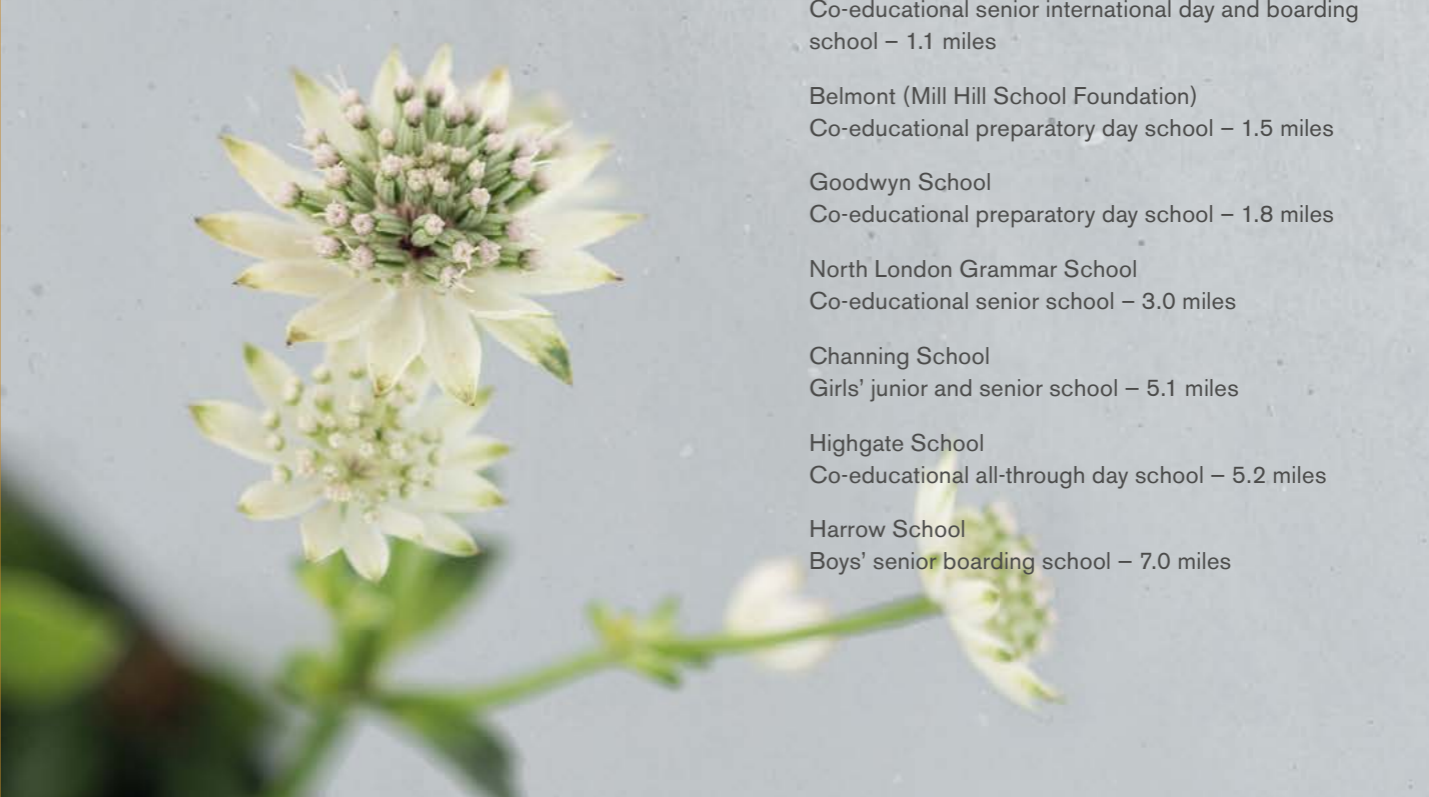 Co-educational senior international day and boarding
school – 1.1 miles
Belmont (Mill Hill School Foundation)
Co-educational preparatory day school – 1.5 miles
Goodwyn School
Co-educational preparatory day school – 1.8 miles
North London Grammar School
Co-educational senior school – 3.0 miles
Channing School
Girls’ junior and senior school – 5.1 miles
Highgate School
Co-educational all-through day school – 5.2 miles
Harrow School
Boys’ senior boarding school – 7.0 miles